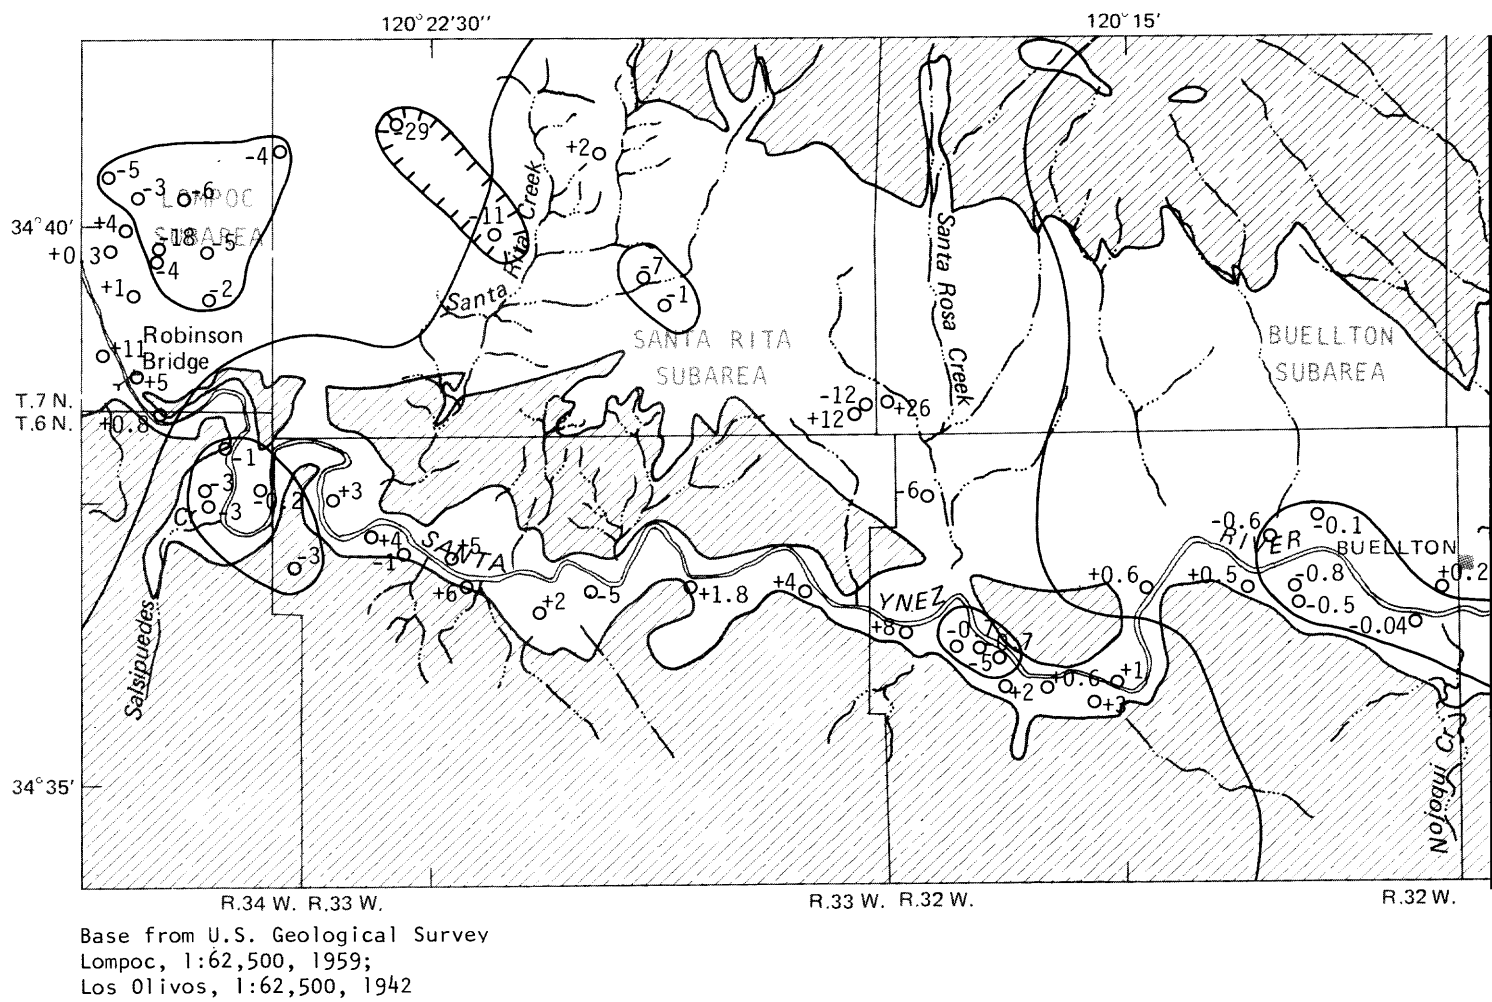 120°22'30''
120°15'
-29
-4
+2
-5
-3
-6
LOMPOC
SUBAREA
34°40'
+4
-18
-5
+0.3
-4
-11
Santa Rita Creek
Santa
+1
-2
-7
-1
Santa Rosa Creek
Robinson
Bridge
+11
+5
SANTA RITA
SUBAREA
BUELLTON
SUBAREA
T.7 N.
T.6 N.
+0.8
-12
+12
+26
-1
-3
-3
-0.2
+3
-6
Cr
-3
+4
-1
+5
SANTA
+6
+2
-5
+1.8
+4
YNEZ
+8
-0.7
-5
+2
+0.6
+1
+3
+0.6
+0.5
-0.6
RIVER
-0.1
BUELLTON
-0.8
-0.5
-0.04
+0.2
Salsipuedes
Nojoqui Cr
34°35'
R.34 W. R.33 W.
R.33 W. R.32 W.
R.32 W.
Base from U.S. Geological Survey
Lompoc, 1:62,500, 1959;
Los Olivos, 1:62,500, 1942